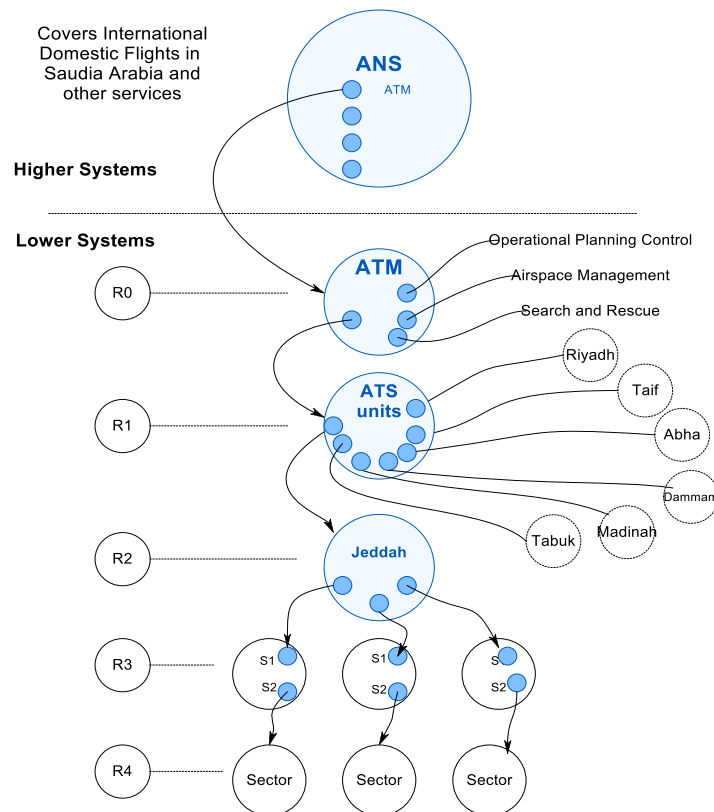 Covers International
Domestic Flights in
Saudia Arabia and
other services
ANS
ATM
Higher Systems
Lower Systems
ATM
Operational Planning Control
Airspace Management
Search and Rescue
R0
Riyadh
ATS
units
Taif
R1
Abha
Dammam
Madinah
Tabuk
Jeddah
R2
S1
S2
S1
S2
S
S2
R3
R4
Sector
Sector
Sector